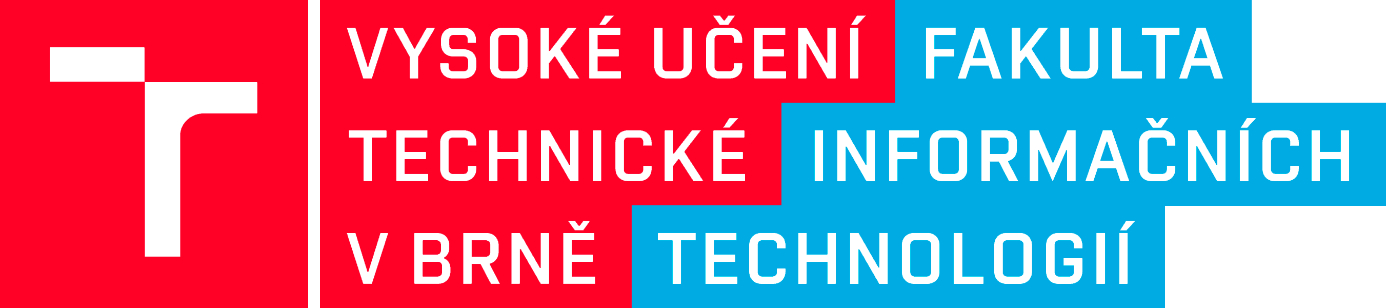 VYSOKÉ UČENÍ FAKULTA
TECHNICKÉ INFORMAČNÍCH
V BRNĚ TECHNOLOGIÍ